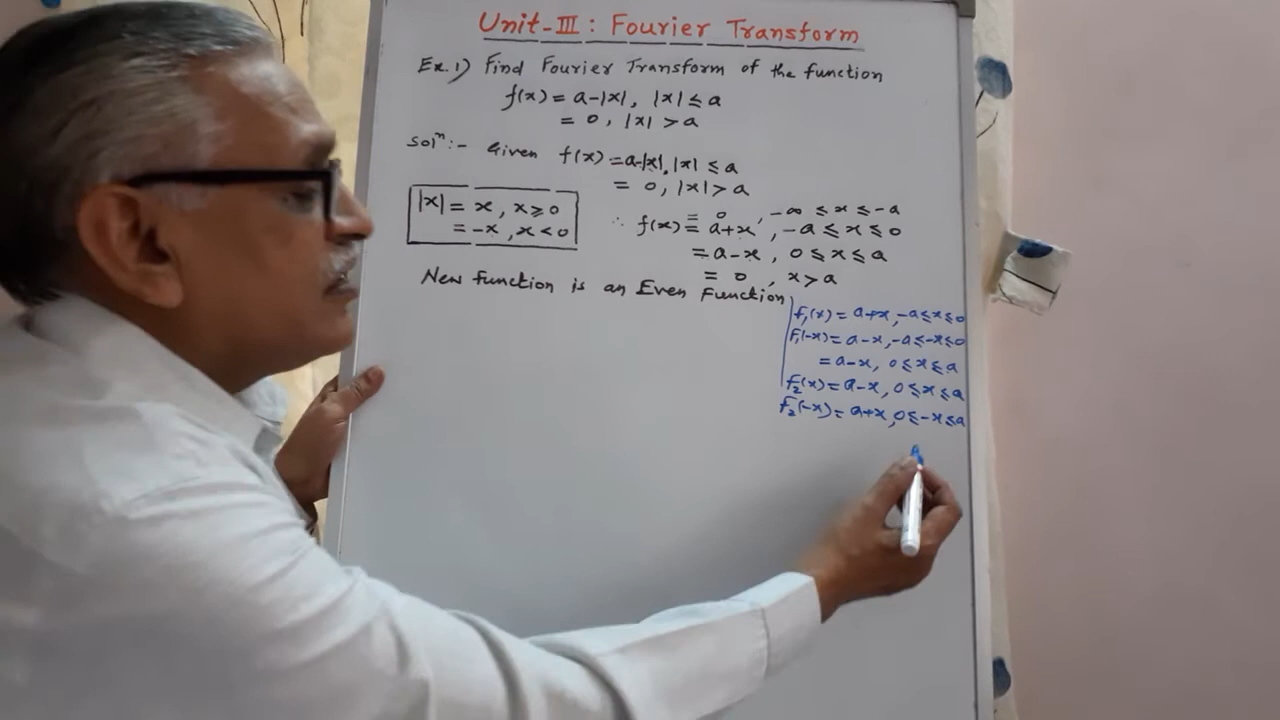 Unit-III : Fourier Transform
Ex.1) Find Fourier Transform of the function
f(x) = a-|x|, |x| ≤ a
= 0, |x| > a
Solⁿ:- Given f(x) = a-|x|, |x| ≤ a
= 0, |x| > a
|x| = x, x ≥ 0
= -x, x < 0
∴ f(x) = 0, -∞ ≤ x ≤ -a
= a+x, -a ≤ x ≤ 0
= a-x, 0 ≤ x ≤ a
= 0, x > a
New function is an Even Function
f₁(x) = a+x, -a ≤ x ≤ 0
f₁(-x) = a-x, -a ≤ -x ≤ 0
= a-x, 0 ≤ x ≤ a
f₂(x) = a-x, 0 ≤ x ≤ a
f₂(-x) = a+x, 0 ≤ -x ≤ a